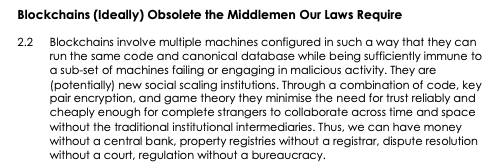 Blockchains (Ideally) Obsolete the Middlemen Our Laws Require
2.2 Blockchains involve multiple machines configured in such a way that they can
run the same code and canonical database while being sufficiently immune to
a sub-set of machines failing or engaging in malicious activity. They are
(potentially) new social scaling institutions. Through a combination of code, key
pair encryption, and game theory they minimise the need for trust reliably and
cheaply enough for complete strangers to collaborate across time and space
without the traditional institutional intermediaries. Thus, we can have money
without a central bank, property registries without a registrar, dispute resolution
without a court, regulation without a bureaucracy.